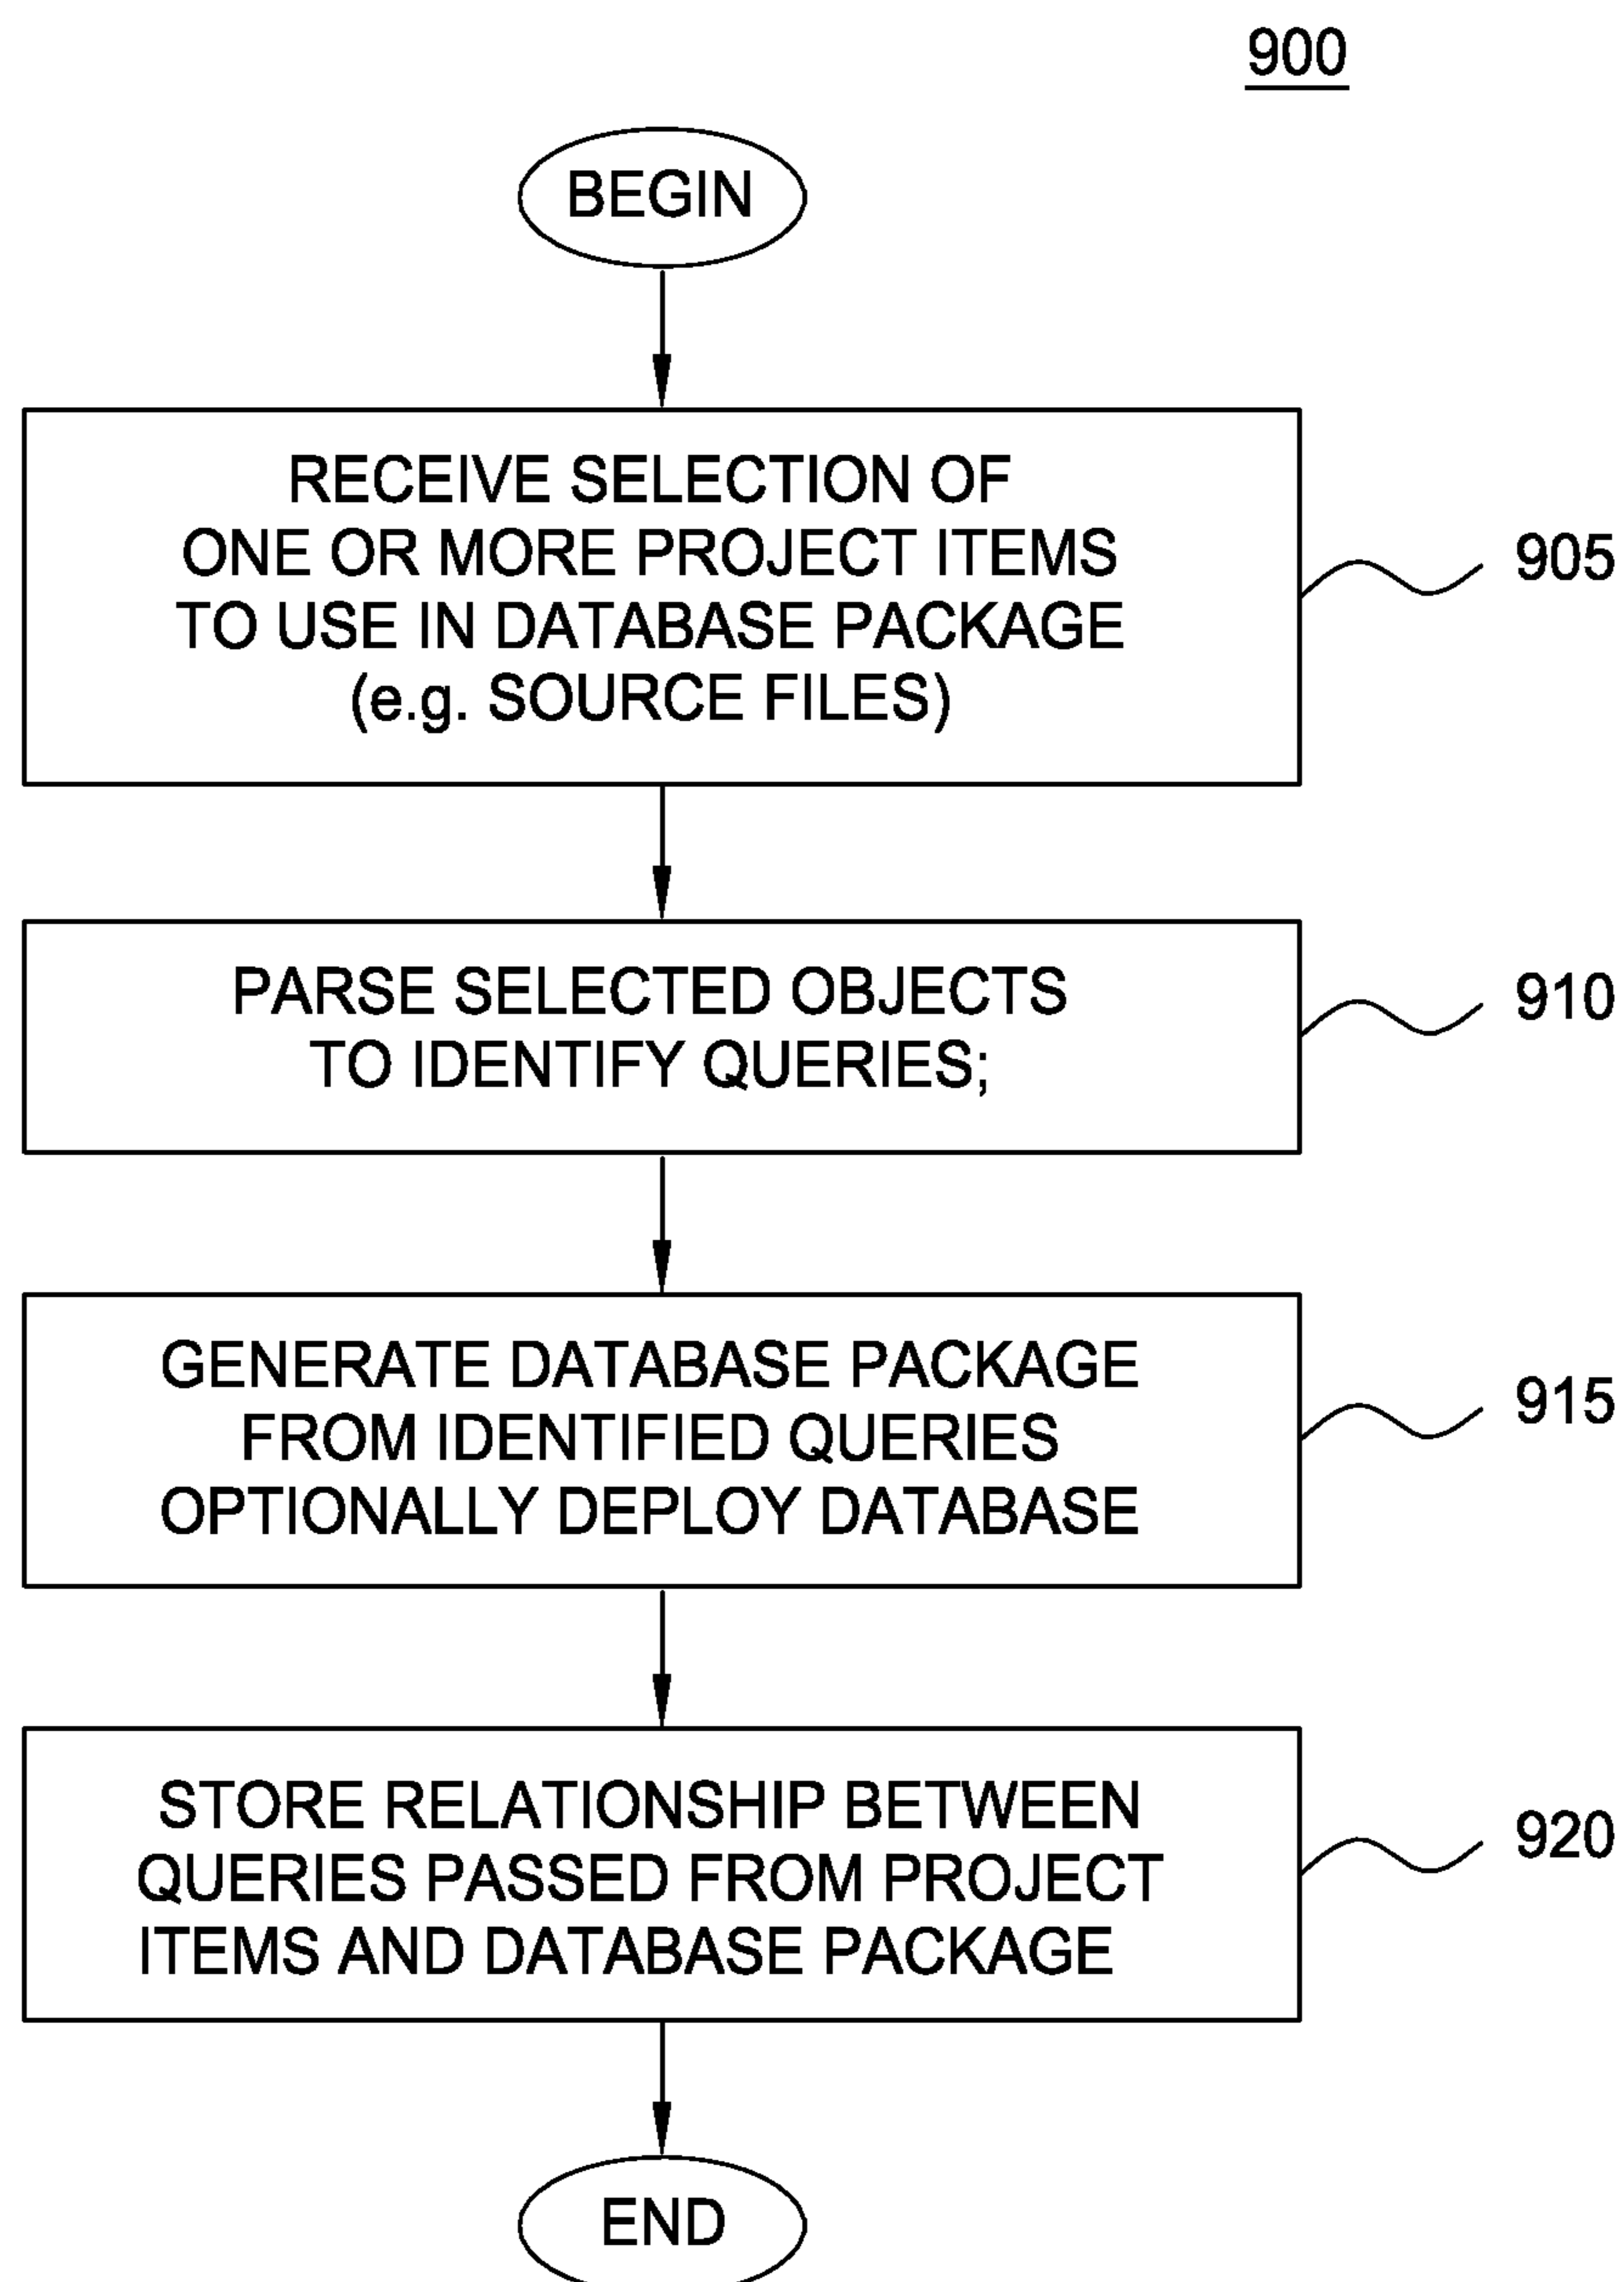 900
BEGIN
RECEIVE SELECTION OF
ONE OR MORE PROJECT ITEMS
TO USE IN DATABASE PACKAGE
(e.g. SOURCE FILES)
905
PARSE SELECTED OBJECTS
TO IDENTIFY QUERIES;
910
GENERATE DATABASE PACKAGE
FROM IDENTIFIED QUERIES
OPTIONALLY DEPLOY DATABASE
915
STORE RELATIONSHIP BETWEEN
QUERIES PASSED FROM PROJECT
ITEMS AND DATABASE PACKAGE
920
END